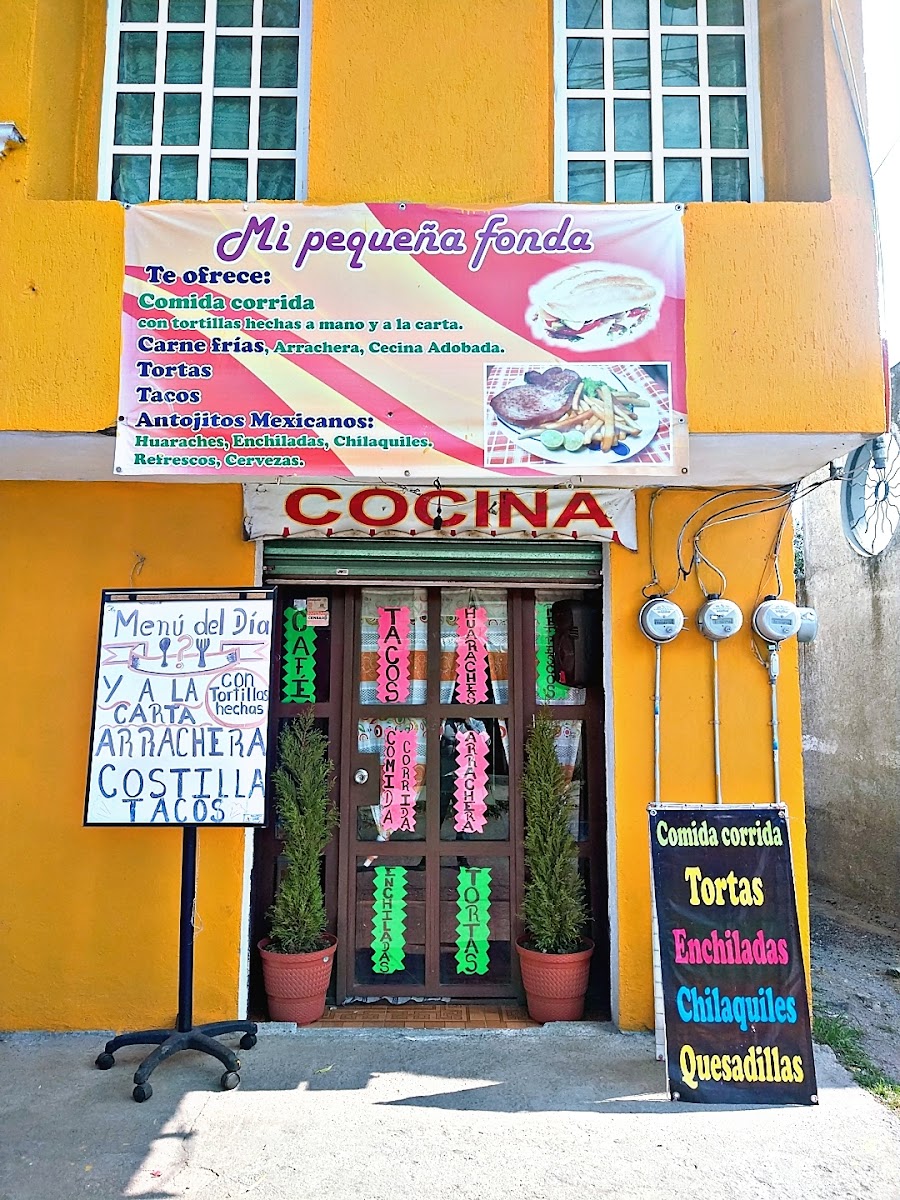 Mi pequeña fonda
Te ofrece:
Comida corrida
con tortillas hechas a mano y a la carta.
Carne frías, Arrachera, Cecina Adobada.
Tortas
Tacos
Antojitos Mexicanos:
Huaraches, Enchiladas, Chilaquiles.
Refrescos, Cervezas.
COCINA
Menú del Día
Y A LA
CARTA
CON
Tortillas
hechas
ARRACHERA
COSTILLA
TACOS
CAFE
TACOS
HUARACHES
REFRESCOS
COMIDA
CORRIDA
ARRACHERA
ENCHILADAS
TORTAS
Comida corrida
Tortas
Enchiladas
Chilaquiles
Quesadillas